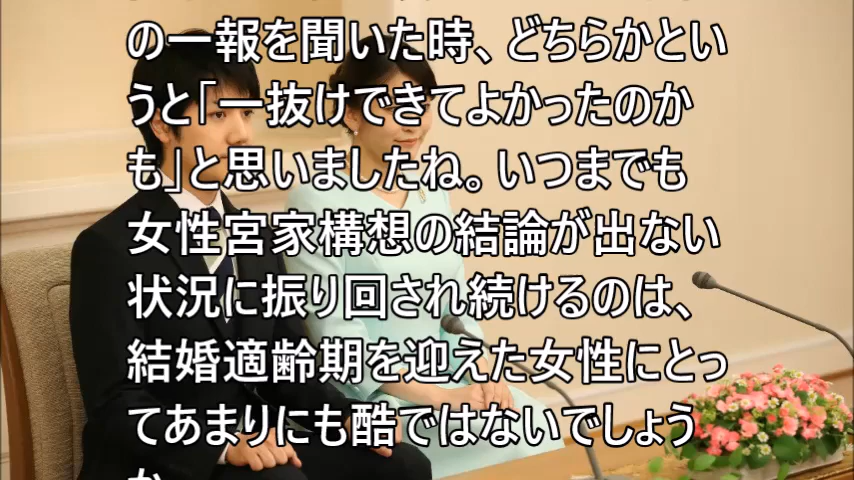 の一報を聞いた時、どちらかとい
うと「一抜けできてよかったのか
も」と思いましたね。いつまでも
女性宮家構想の結論が出ない
状況に振り回され続けるのは、
結婚適齢期を迎えた女性にとっ
てあまりにも酷ではないでしょう
か